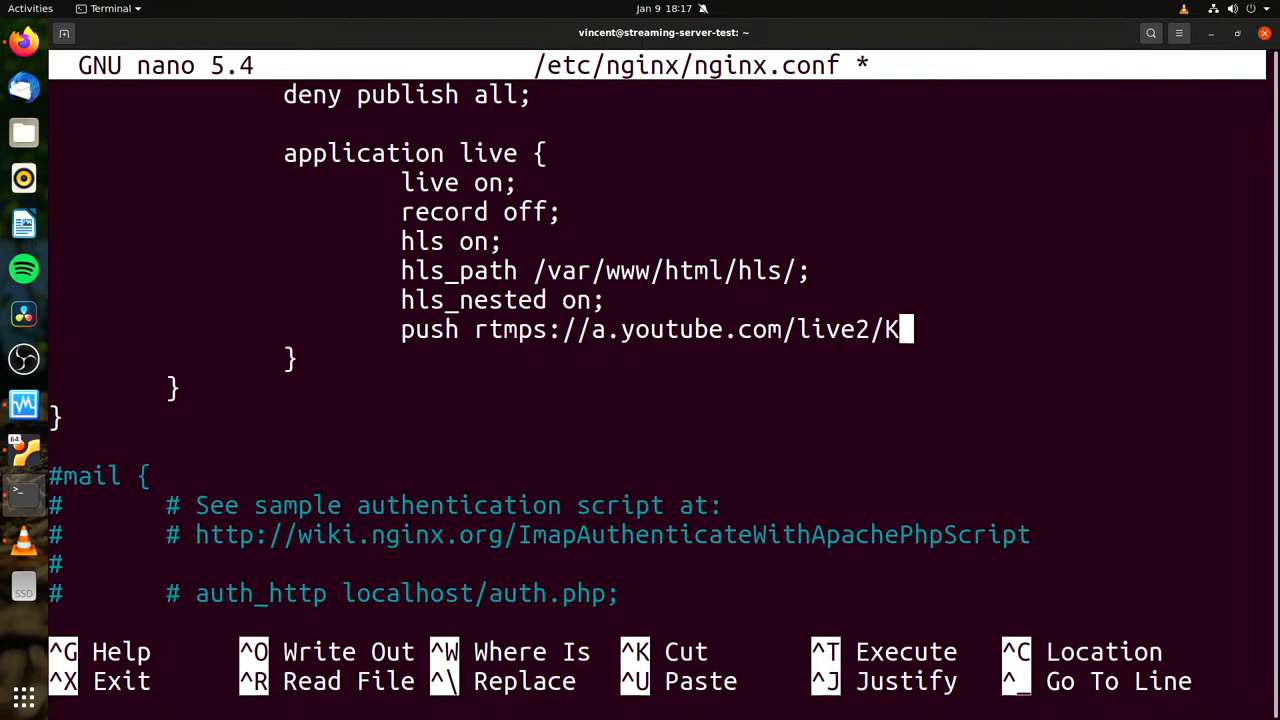 Activities Terminal Jan 9 18:17
vincent@streaming-server-test: ~
GNU nano 5.4 /etc/nginx/nginx.conf *
deny publish all;
application live {
live on;
record off;
hls on;
hls_path /var/www/html/hls/;
hls_nested on;
push rtmps://a.youtube.com/live2/K
}
}
}
#mail {
# # See sample authentication script at:
# # http://wiki.nginx.org/ImapAuthenticateWithApachePhpScript
#
# # auth_http localhost/auth.php;
^G Help ^O Write Out ^W Where Is ^K Cut ^T Execute ^C Location
^X Exit ^R Read File ^\ Replace ^U Paste ^J Justify ^_ Go To Line
64
>_
SSD